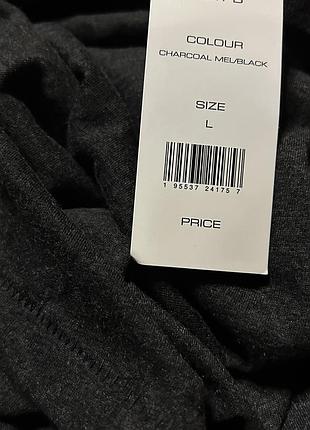 COLOUR
CHARCOAL MEL/BLACK
SIZE
L
1 95537 24175 7
PRICE